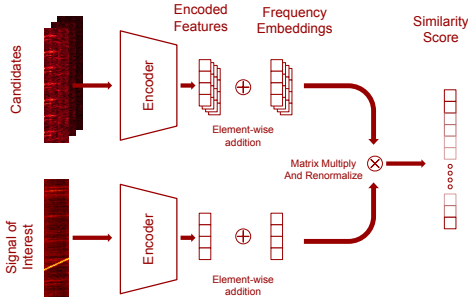 Encoded
Features
Frequency
Embeddings
Similarity
Score
Candidates
Encoder
Element-wise
addition
Matrix Multiply
And Renormalize
Signal of
Interest
Encoder
Element-wise
addition